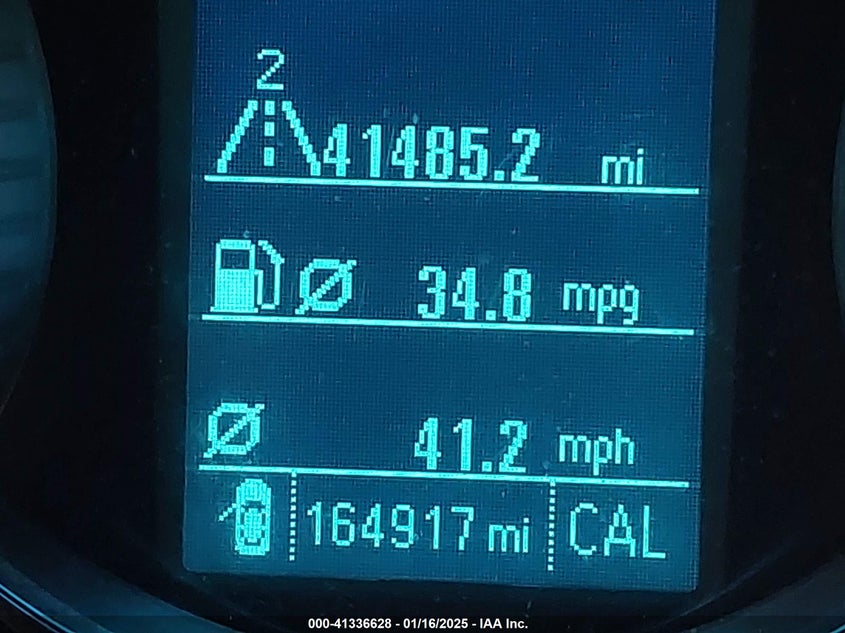 2
41485.2 mi
34.8 mpg
41.2 mph
164917 mi CAL
000-41336628 - 01/16/2025 - IAA Inc.